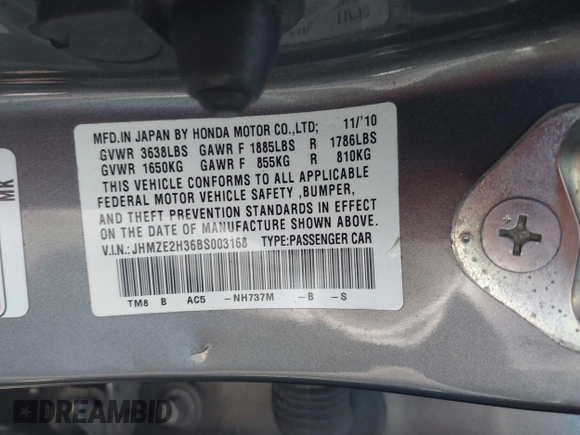 MFD.IN JAPAN BY HONDA MOTOR CO.,LTD; 11/'10
GVWR 3638LBS GAWR F 1885LBS R 1786LBS
GVWR 1650KG GAWR F 855KG R 810KG
THIS VEHICLE CONFORMS TO ALL APPLICABLE
FEDERAL MOTOR VEHICLE SAFETY ,BUMPER,
AND THEFT PREVENTION STANDARDS IN EFFECT
ON THE DATE OF MANUFACTURE SHOWN ABOVE.
V.I.N.: JHMZE2H36BS003168 TYPE:PASSENGER CAR
TM8 B AC5 -NH737M -B -S
MK
DREAMBID